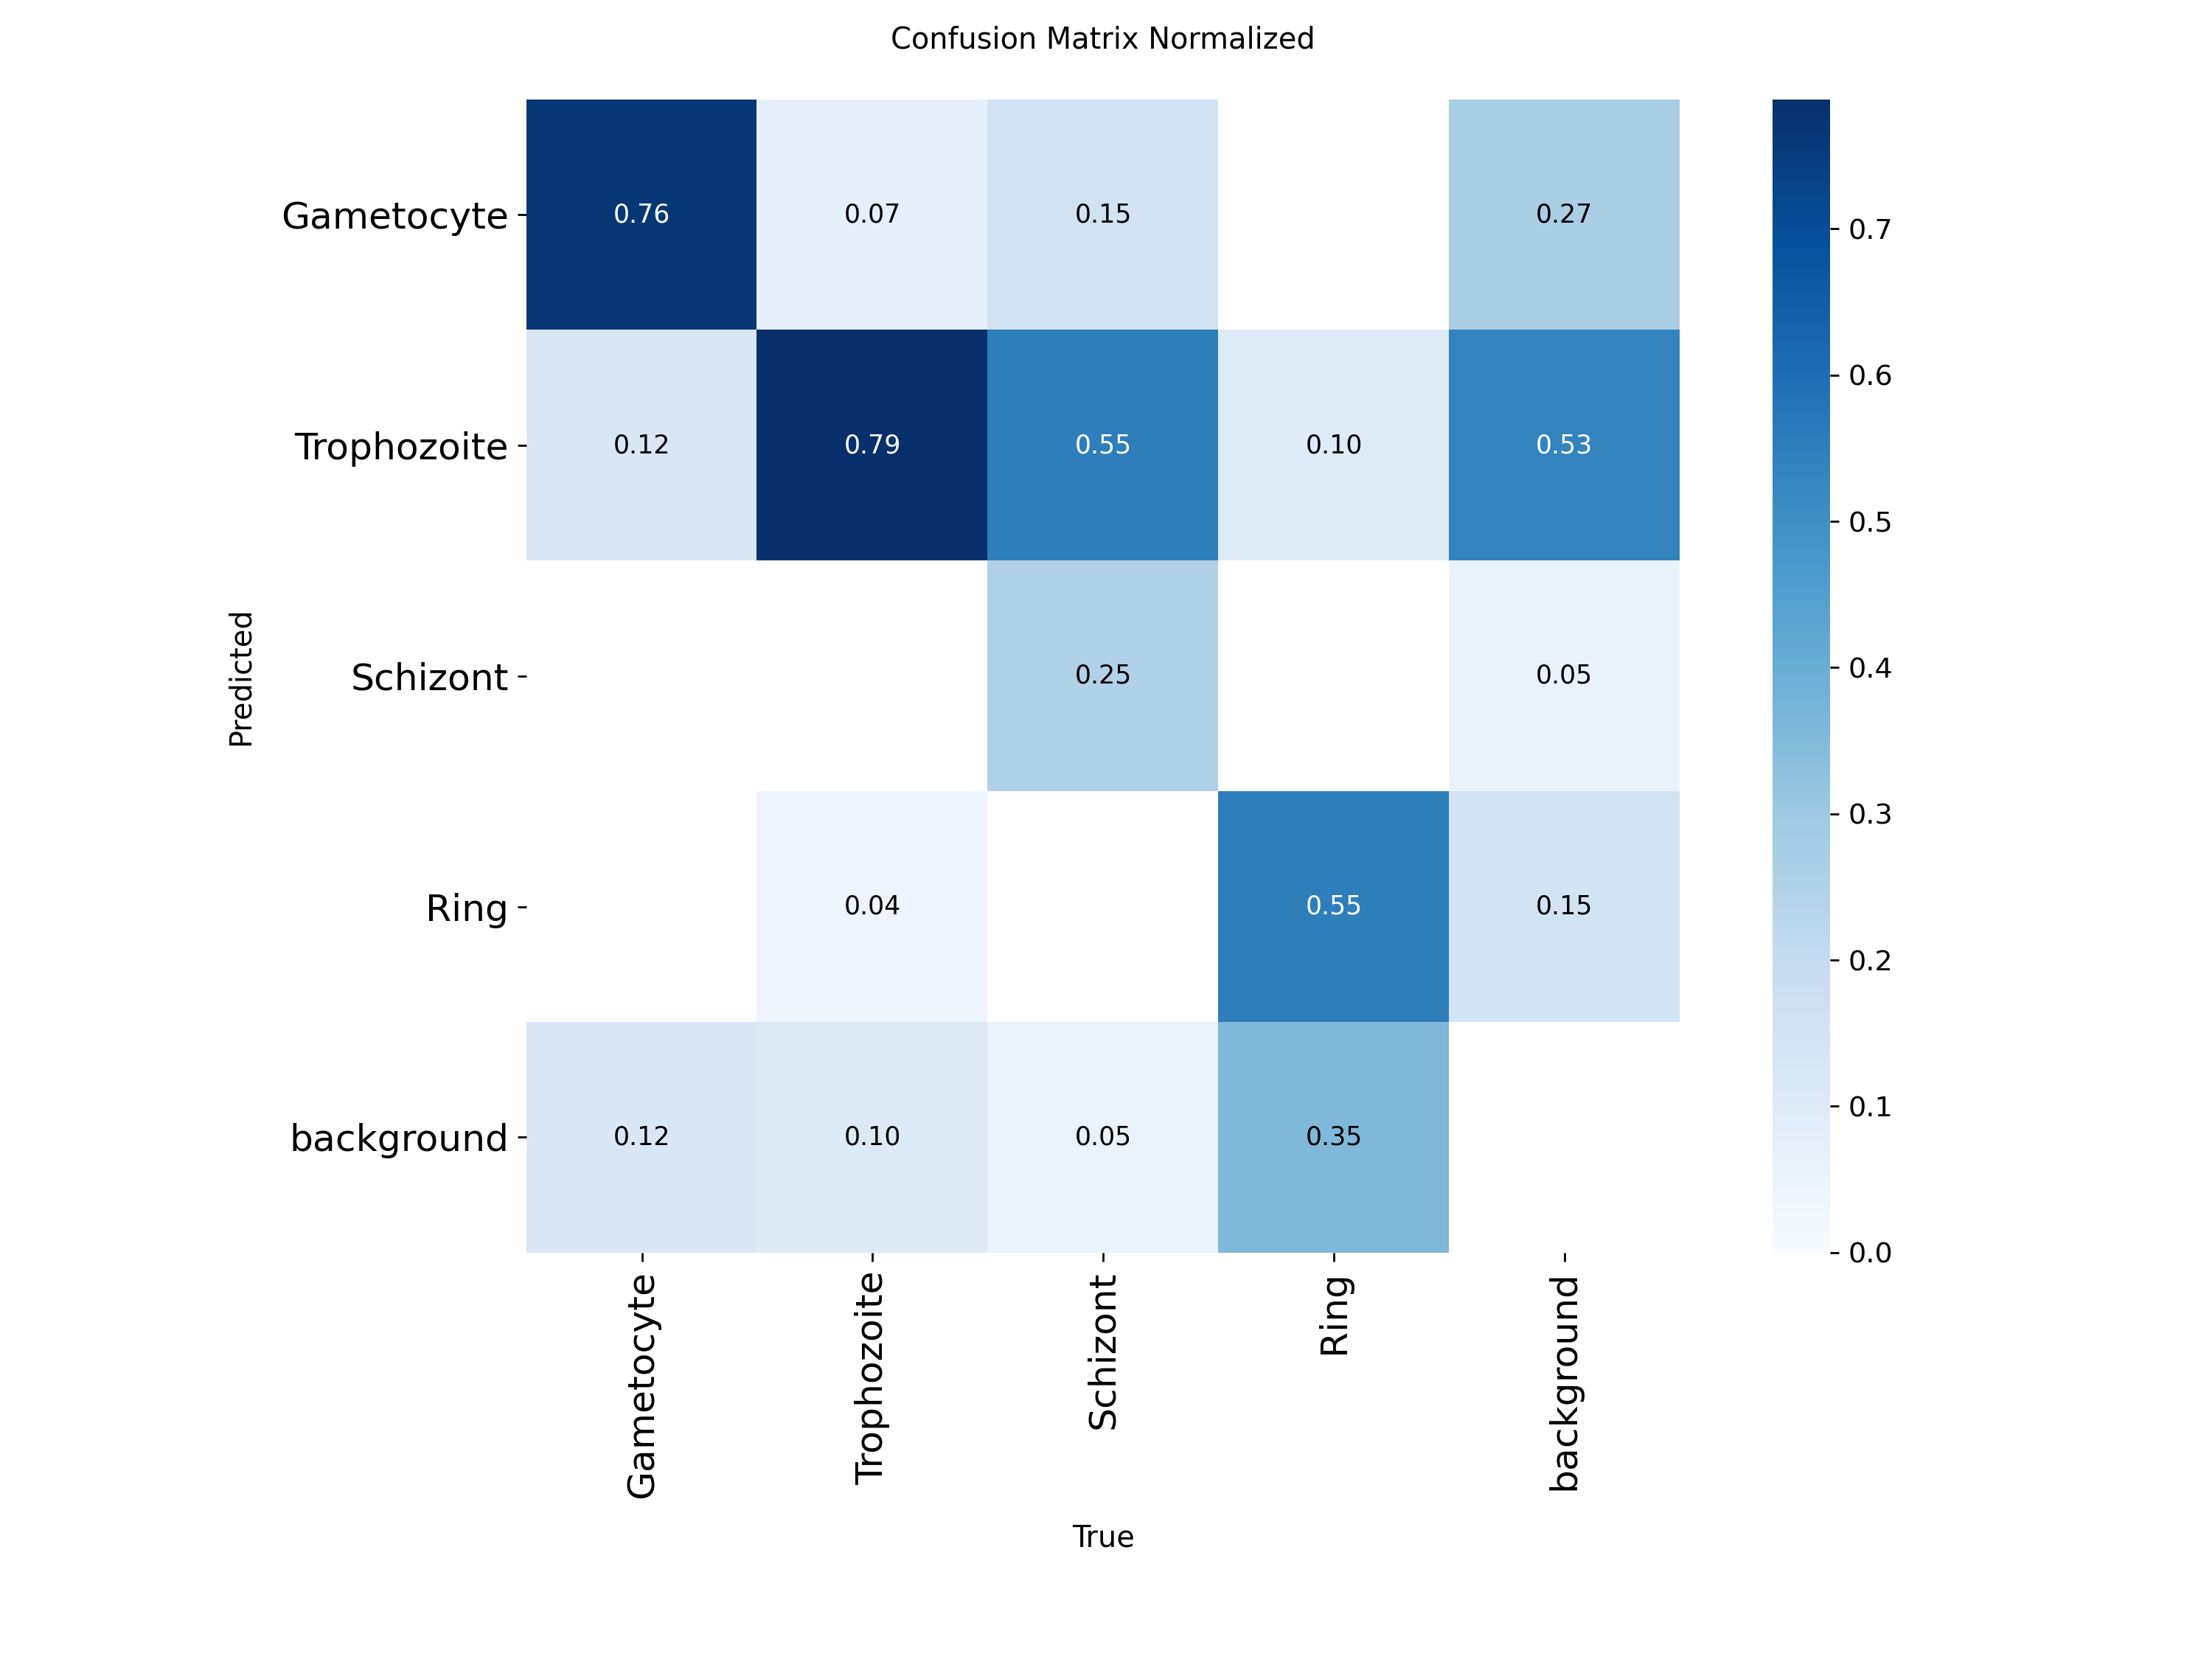 Confusion Matrix Normalized
Gametocyte 0.76 0.07 0.15 0.27
Trophozoite 0.12 0.79 0.55 0.10 0.53
Schizont 0.25 0.05
Ring 0.04 0.55 0.15
background 0.12 0.10 0.05 0.35
Predicted
Gametocyte
Trophozoite
Schizont
Ring
background
True
0.7
0.6
0.5
0.4
0.3
0.2
0.1
0.0